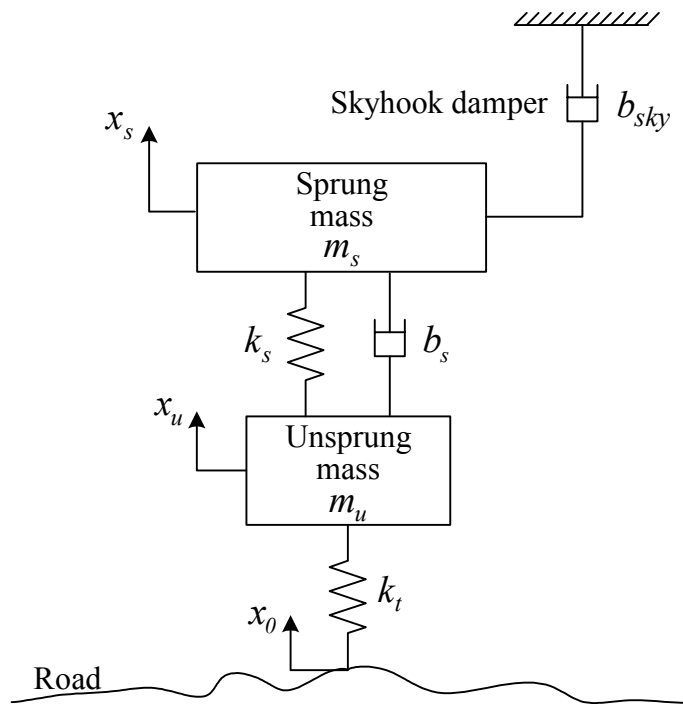 Skyhook damper
b_sky
x_s
Sprung
mass
m_s
k_s
b_s
x_u
Unsprung
mass
m_u
k_t
x_0
Road